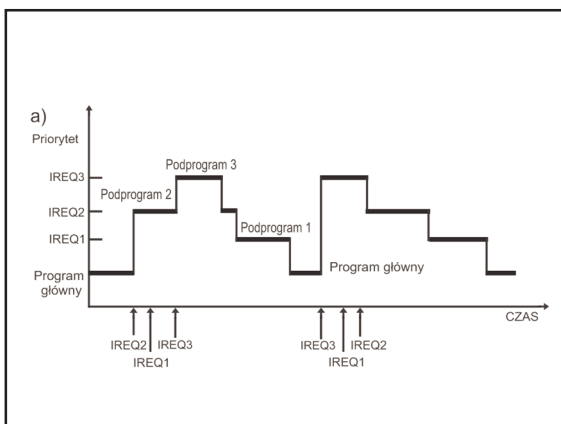 a)
Priorytet
Podprogram 3
IREQ3
Podprogram 2
IREQ2
Podprogram 1
IREQ1
Program
główny
Program główny
CZAS
IREQ2
IREQ3
IREQ1
IREQ3
IREQ2
IREQ1